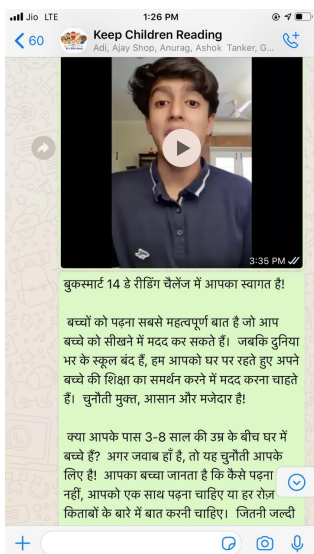 Jio LTE 1:26 PM
60 Keep Children Reading
Adi, Ajay Shop, Anurag, Ashok Tanker, G...
3:35 PM
बुकस्मार्ट 14 डे रीडिंग चैलेंज में आपका स्वागत है!
बच्चों को पढ़ना सबसे महत्वपूर्ण बात है जो आप
बच्चे को सीखने में मदद कर सकते हैं। जबकि दुनिया
भर के स्कूल बंद हैं, हम आपको घर पर रहते हुए अपने
बच्चे की शिक्षा का समर्थन करने में मदद करना चाहते
हैं। चुनौती मुक्त, आसान और मजेदार है!
क्या आपके पास 3-8 साल की उम्र के बीच घर में
बच्चे हैं? अगर जवाब हाँ है, तो यह चुनौती आपके
लिए है! आपका बच्चा जानता है कि कैसे पढ़ना
नहीं, आपको एक साथ पढ़ना चाहिए या हर रोज़
किताबों के बारे में बात करनी चाहिए। जितनी जल्दी